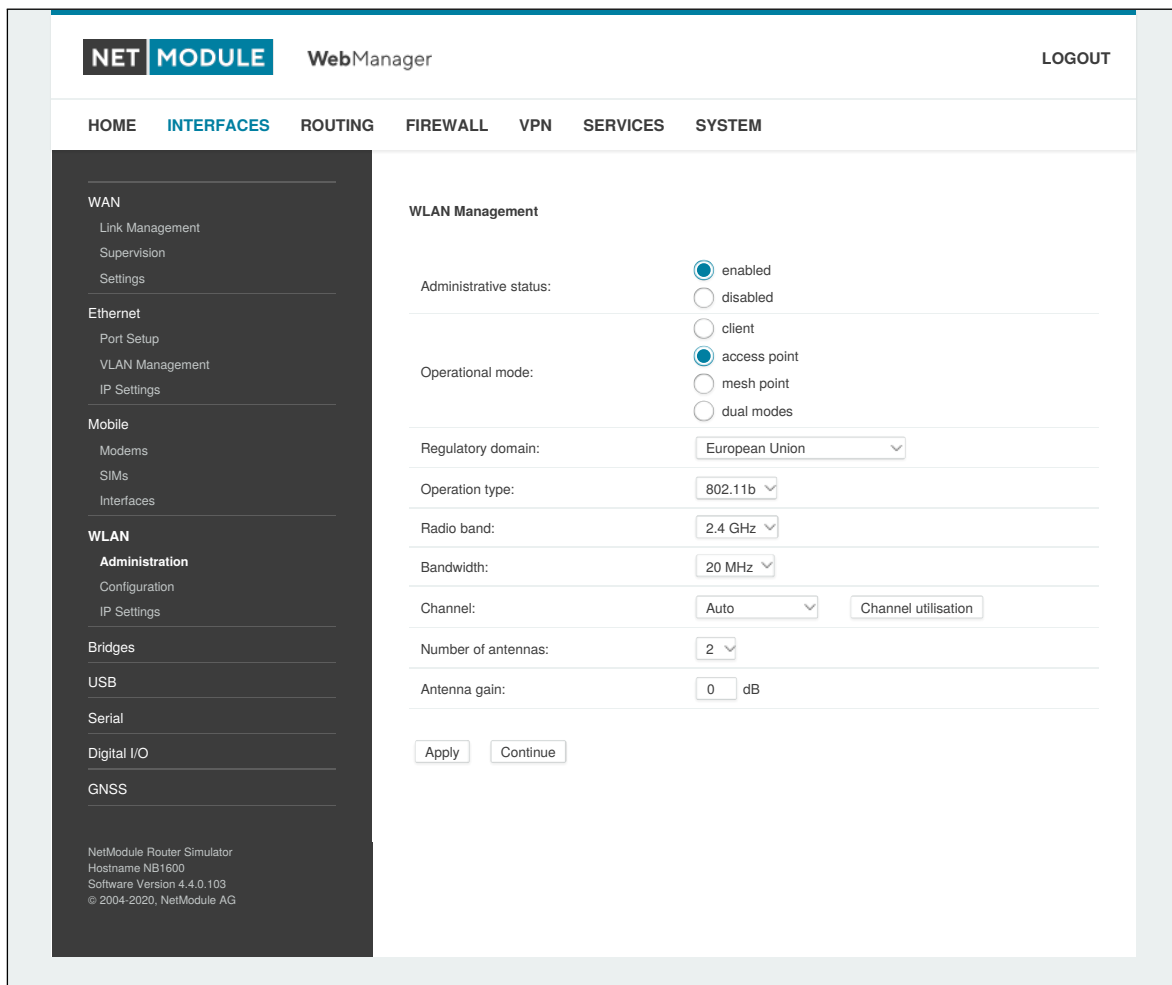 NET MODULE WebManager LOGOUT
HOME INTERFACES ROUTING FIREWALL VPN SERVICES SYSTEM
WAN
Link Management
Supervision
Settings
Ethernet
Port Setup
VLAN Management
IP Settings
Mobile
Modems
SIMs
Interfaces
WLAN
Administration
Configuration
IP Settings
Bridges
USB
Serial
Digital I/O
GNSS
NetModule Router Simulator
Hostname NB1600
Software Version 4.4.0.103
© 2004-2020, NetModule AG
WLAN Management
Administrative status:
enabled
disabled
Operational mode:
client
access point
mesh point
dual modes
Regulatory domain: European Union
Operation type: 802.11b
Radio band: 2.4 GHz
Bandwidth: 20 MHz
Channel: Auto Channel utilisation
Number of antennas: 2
Antenna gain: 0 dB
Apply Continue